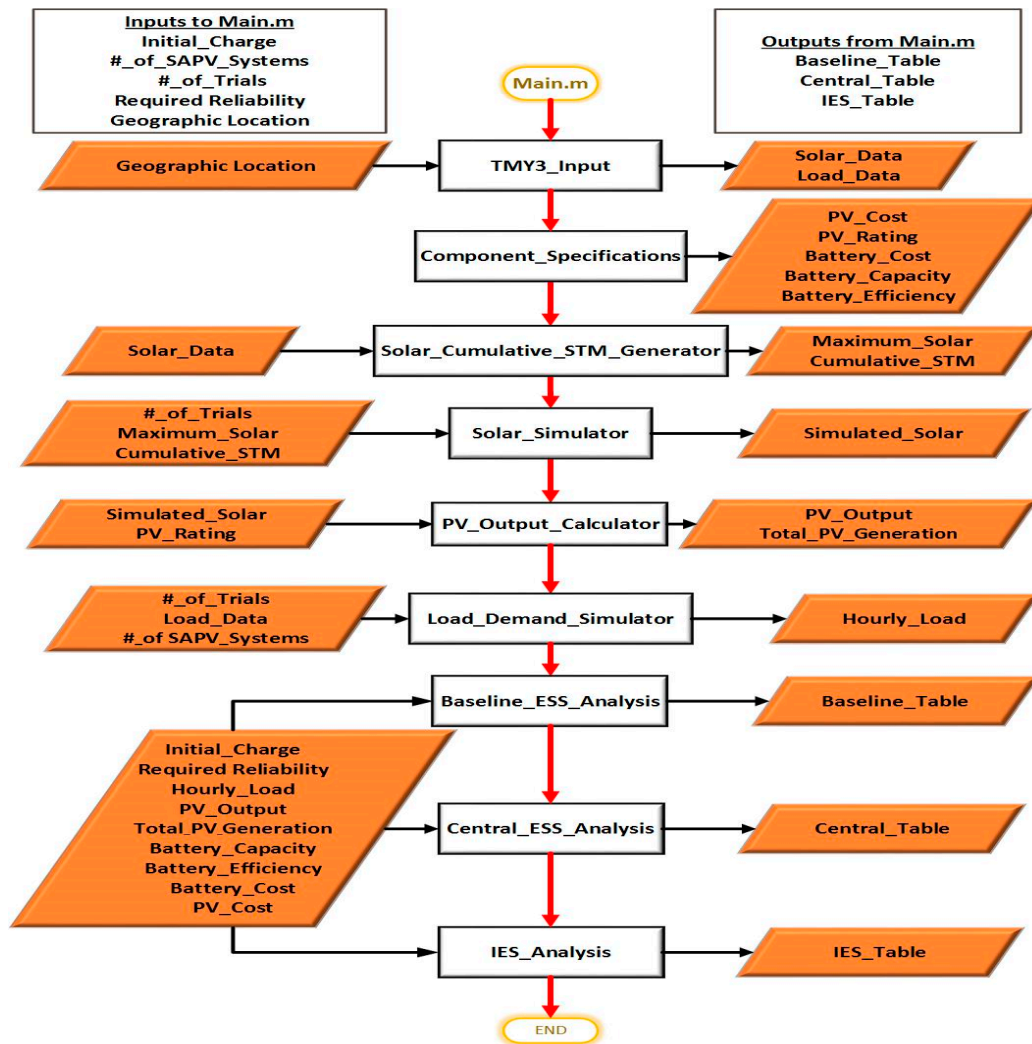 Inputs to Main.m
Initial_Charge
#_of_SAPV_Systems
#_of_Trials
Required Reliability
Geographic Location
Main.m
Outputs from Main.m
Baseline_Table
Central_Table
IES_Table
Geographic Location
TMY3_Input
Solar_Data
Load_Data
Component_Specifications
PV_Cost
PV_Rating
Battery_Cost
Battery_Capacity
Battery_Efficiency
Solar_Data
Solar_Cumulative_STM_Generator
Maximum_Solar
Cumulative_STM
#_of_Trials
Maximum_Solar
Cumulative_STM
Solar_Simulator
Simulated_Solar
Simulated_Solar
PV_Rating
PV_Output_Calculator
PV_Output
Total_PV_Generation
#_of_Trials
Load_Data
#_of SAPV_Systems
Load_Demand_Simulator
Hourly_Load
Baseline_ESS_Analysis
Baseline_Table
Initial_Charge
Required Reliability
Hourly_Load
PV_Output
Total_PV_Generation
Battery_Capacity
Battery_Efficiency
Battery_Cost
PV_Cost
Central_ESS_Analysis
Central_Table
IES_Analysis
IES_Table
END